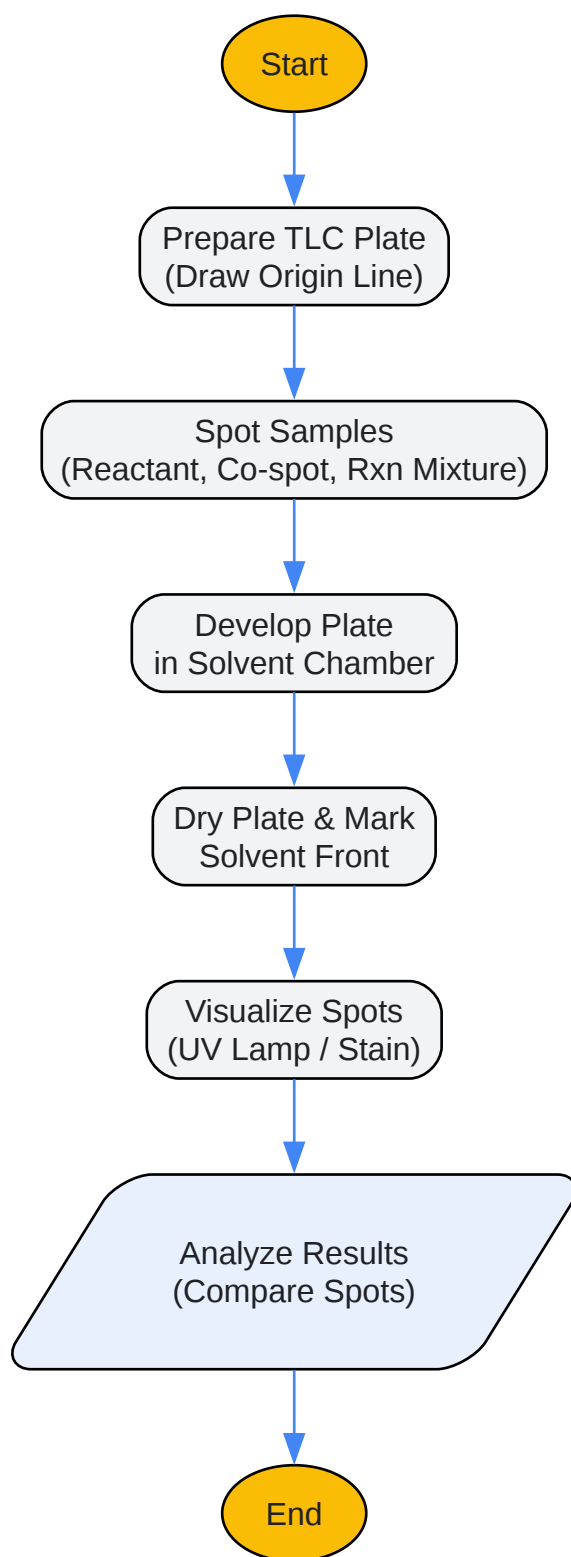 Start
Prepare TLC Plate
(Draw Origin Line)
Spot Samples
(Reactant, Co-spot, Rxn Mixture)
Develop Plate
in Solvent Chamber
Dry Plate & Mark
Solvent Front
Visualize Spots
(UV Lamp / Stain)
Analyze Results
(Compare Spots)
End